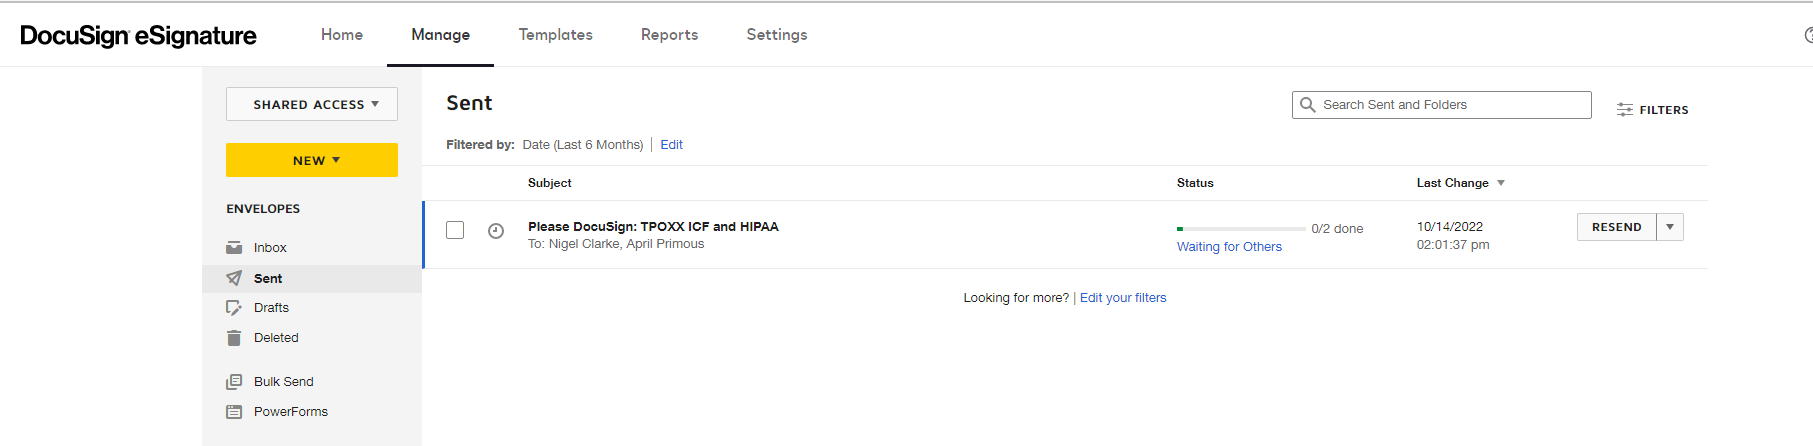 DocuSign eSignature
Home
Manage
Templates
Reports
Settings
SHARED ACCESS
NEW
ENVELOPES
Inbox
Sent
Drafts
Deleted
Bulk Send
PowerForms
Sent
Search Sent and Folders
FILTERS
Filtered by: Date (Last 6 Months) | Edit
Subject
Status
Last Change
Please DocuSign: TPOXX ICF and HIPAA
To: Nigel Clarke, April Primous
0/2 done
Waiting for Others
10/14/2022
02:01:37 pm
RESEND
Looking for more? | Edit your filters